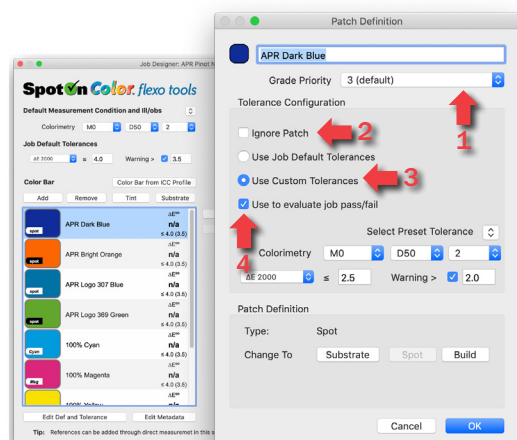 Job Designer: APR Pinot N
SpotOn Color. flexo tools
Default Measurement Condition and Ill/obs
Colorimetry M0 D50 2
Job Default Tolerances
ΔE 2000 ≤ 4.0 Warning > 3.5
Color Bar Color Bar from ICC Profile
Add Remove Tint Substrate
ΔE⁰⁰
spot APR Dark Blue n/a
≤ 4.0 (3.5)
ΔE⁰⁰
spot APR Bright Orange n/a
≤ 4.0 (3.5)
ΔE⁰⁰
spot APR Logo 307 Blue n/a
≤ 4.0 (3.5)
ΔE⁰⁰
spot APR Logo 369 Green n/a
≤ 4.0 (3.5)
ΔE⁰⁰
Cyan 100% Cyan n/a
≤ 4.0 (3.5)
ΔE⁰⁰
Mag 100% Magenta n/a
≤ 4.0 (3.5)
ΔE⁰⁰
100% Yellow n/a
Edit Def and Tolerance Edit Metadata
Tip: References can be added through direct measuremet in this s
Patch Definition
APR Dark Blue
Grade Priority 3 (default)
1
Tolerance Configuration
Ignore Patch 2
Use Job Default Tolerances
Use Custom Tolerances 3
Use to evaluate job pass/fail
4
Select Preset Tolerance
Colorimetry M0 D50 2
ΔE 2000 ≤ 2.5 Warning > 2.0
Patch Definition
Type: Spot
Change To Substrate Spot Build
Cancel OK